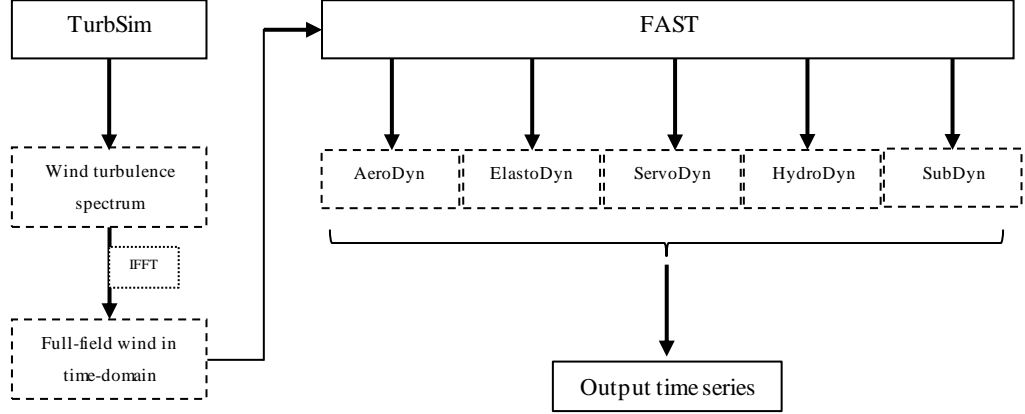 TurbSim
FAST
Wind turbulence
spectrum
AeroDyn
ElastoDyn
ServoDyn
HydroDyn
SubDyn
IFFT
Full-field wind in
time-domain
Output time series